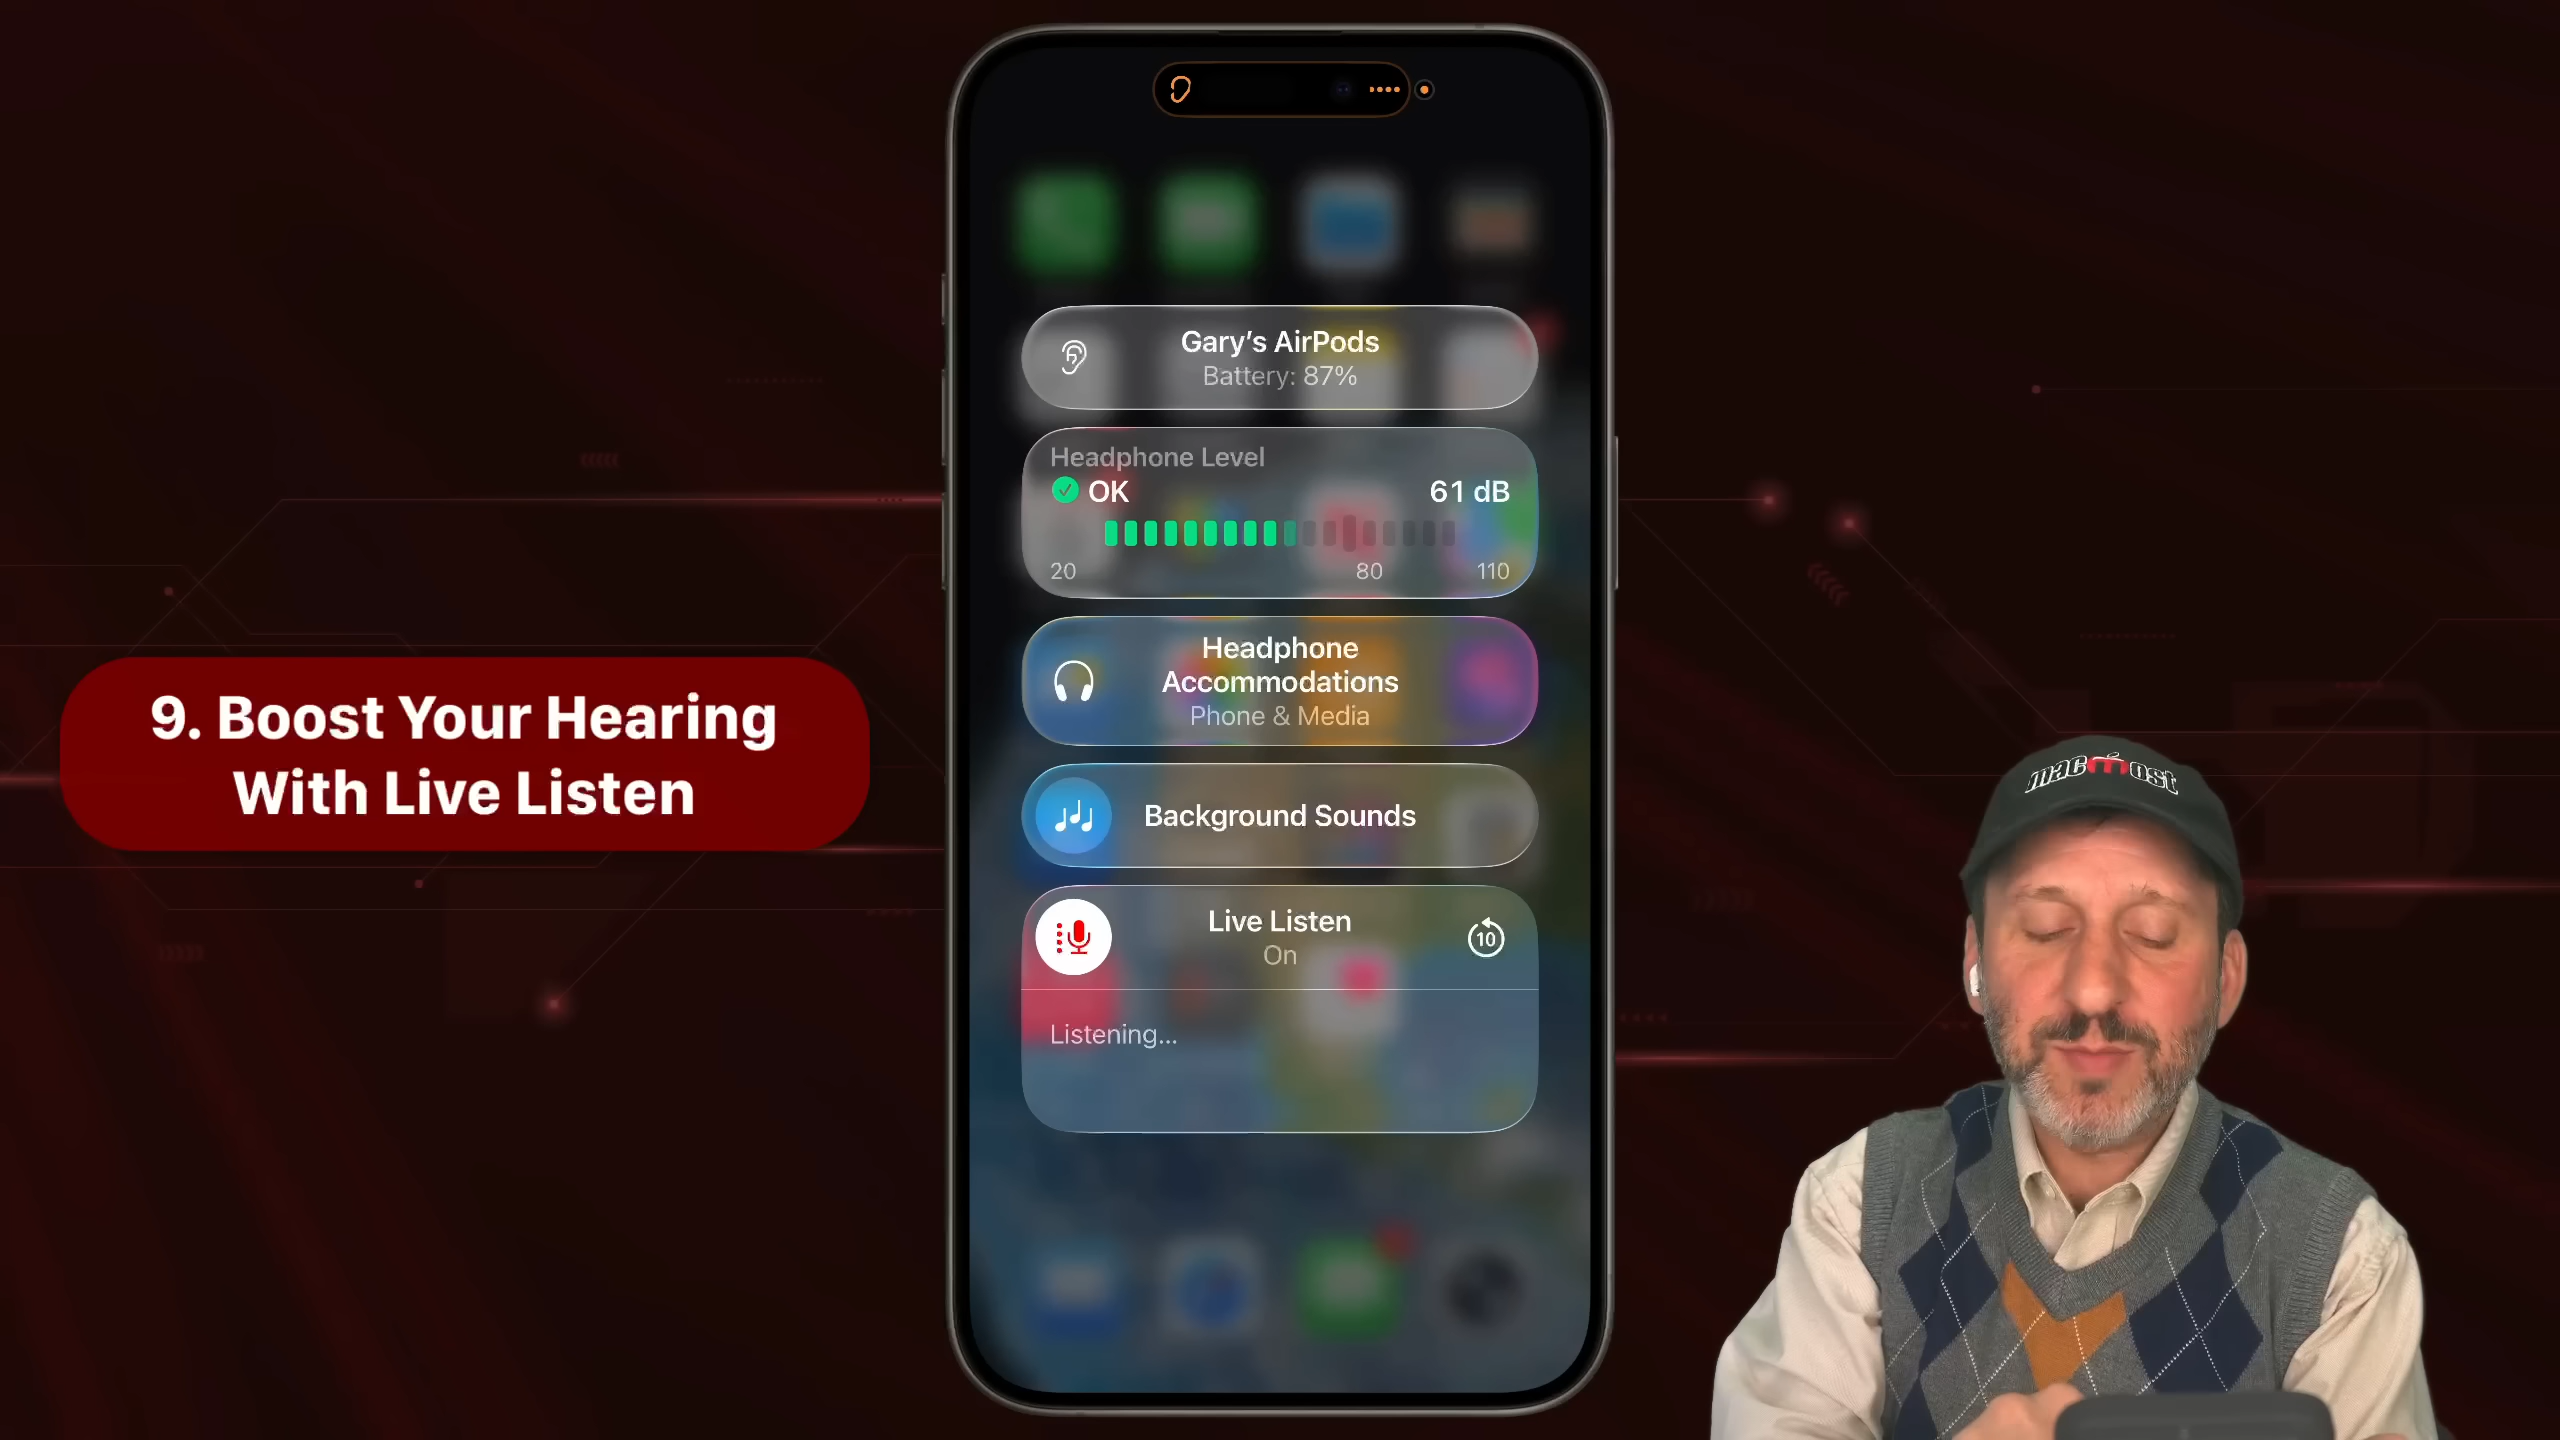 9. Boost Your Hearing
With Live Listen
Gary’s AirPods
Battery: 87%
Headphone Level
OK
61 dB
20
80
110
Headphone
Accommodations
Phone & Media
Background Sounds
Live Listen
On
10
Listening...
macmost